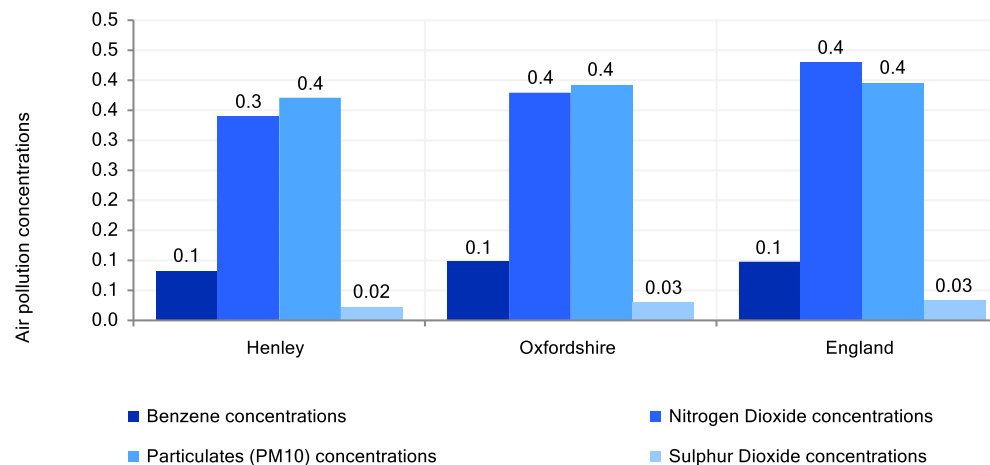 Air pollution concentrations
0.5
0.5
0.4
0.4
0.3
0.3
0.2
0.2
0.1
0.1
0.0
0.1
0.3
0.4
0.02
0.1
0.4
0.4
0.03
0.1
0.4
0.4
0.03
Henley
Oxfordshire
England
Benzene concentrations
Nitrogen Dioxide concentrations
Particulates (PM10) concentrations
Sulphur Dioxide concentrations